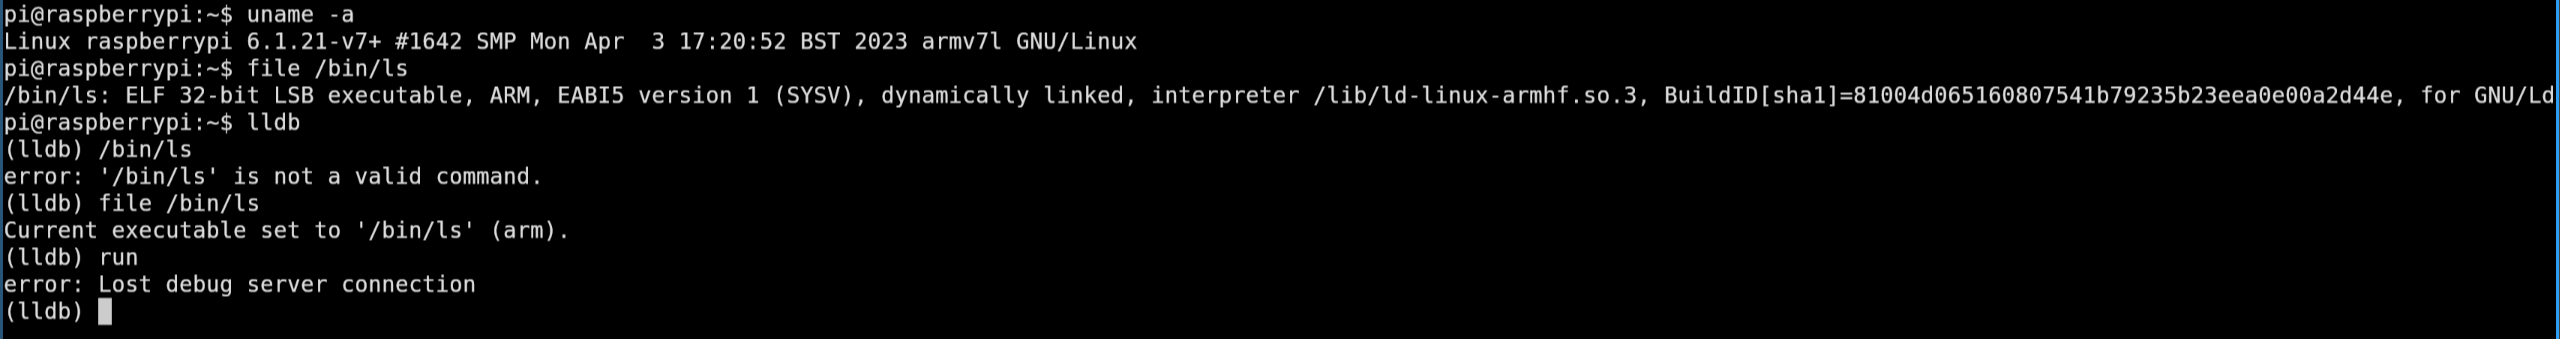 pi@raspberrypi:~$ uname -a
Linux raspberrypi 6.1.21-v7+ #1642 SMP Mon Apr  3 17:20:52 BST 2023 armv7l GNU/Linux
pi@raspberrypi:~$ file /bin/ls
/bin/ls: ELF 32-bit LSB executable, ARM, EABI5 version 1 (SYSV), dynamically linked, interpreter /lib/ld-linux-armhf.so.3, BuildID[sha1]=81004d065160807541b79235b23eea0e00a2d44e, for GNU/Ld
pi@raspberrypi:~$ lldb
(lldb) /bin/ls
error: '/bin/ls' is not a valid command.
(lldb) file /bin/ls
Current executable set to '/bin/ls' (arm).
(lldb) run
error: Lost debug server connection
(lldb)